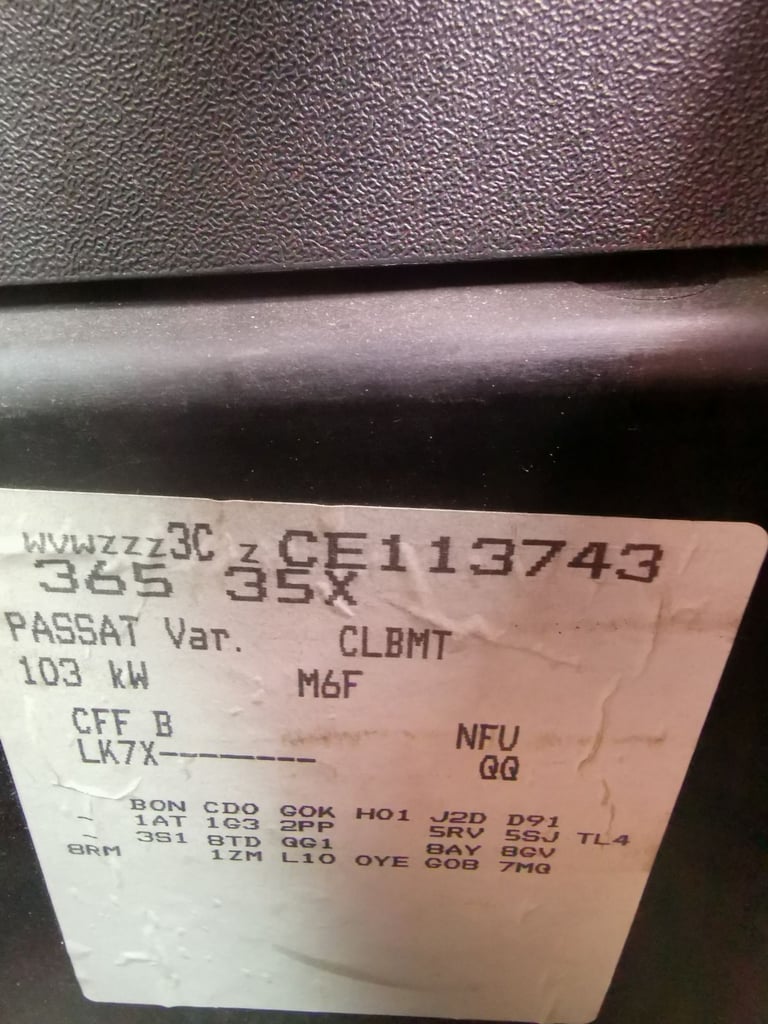 WVWZZZ3C Z CE113743
365 35X
PASSAT Var. CLBMT
103 kW M6F
CFF B NFU
LK7X-------- QQ
BON CDO GOK H01 J2D D91
- 1AT 1G3 2PP 5RV 5SJ TL4
- 3S1 8TD QG1 8AY 8GV
8RM 1ZM L10 OYE GOB 7MQ